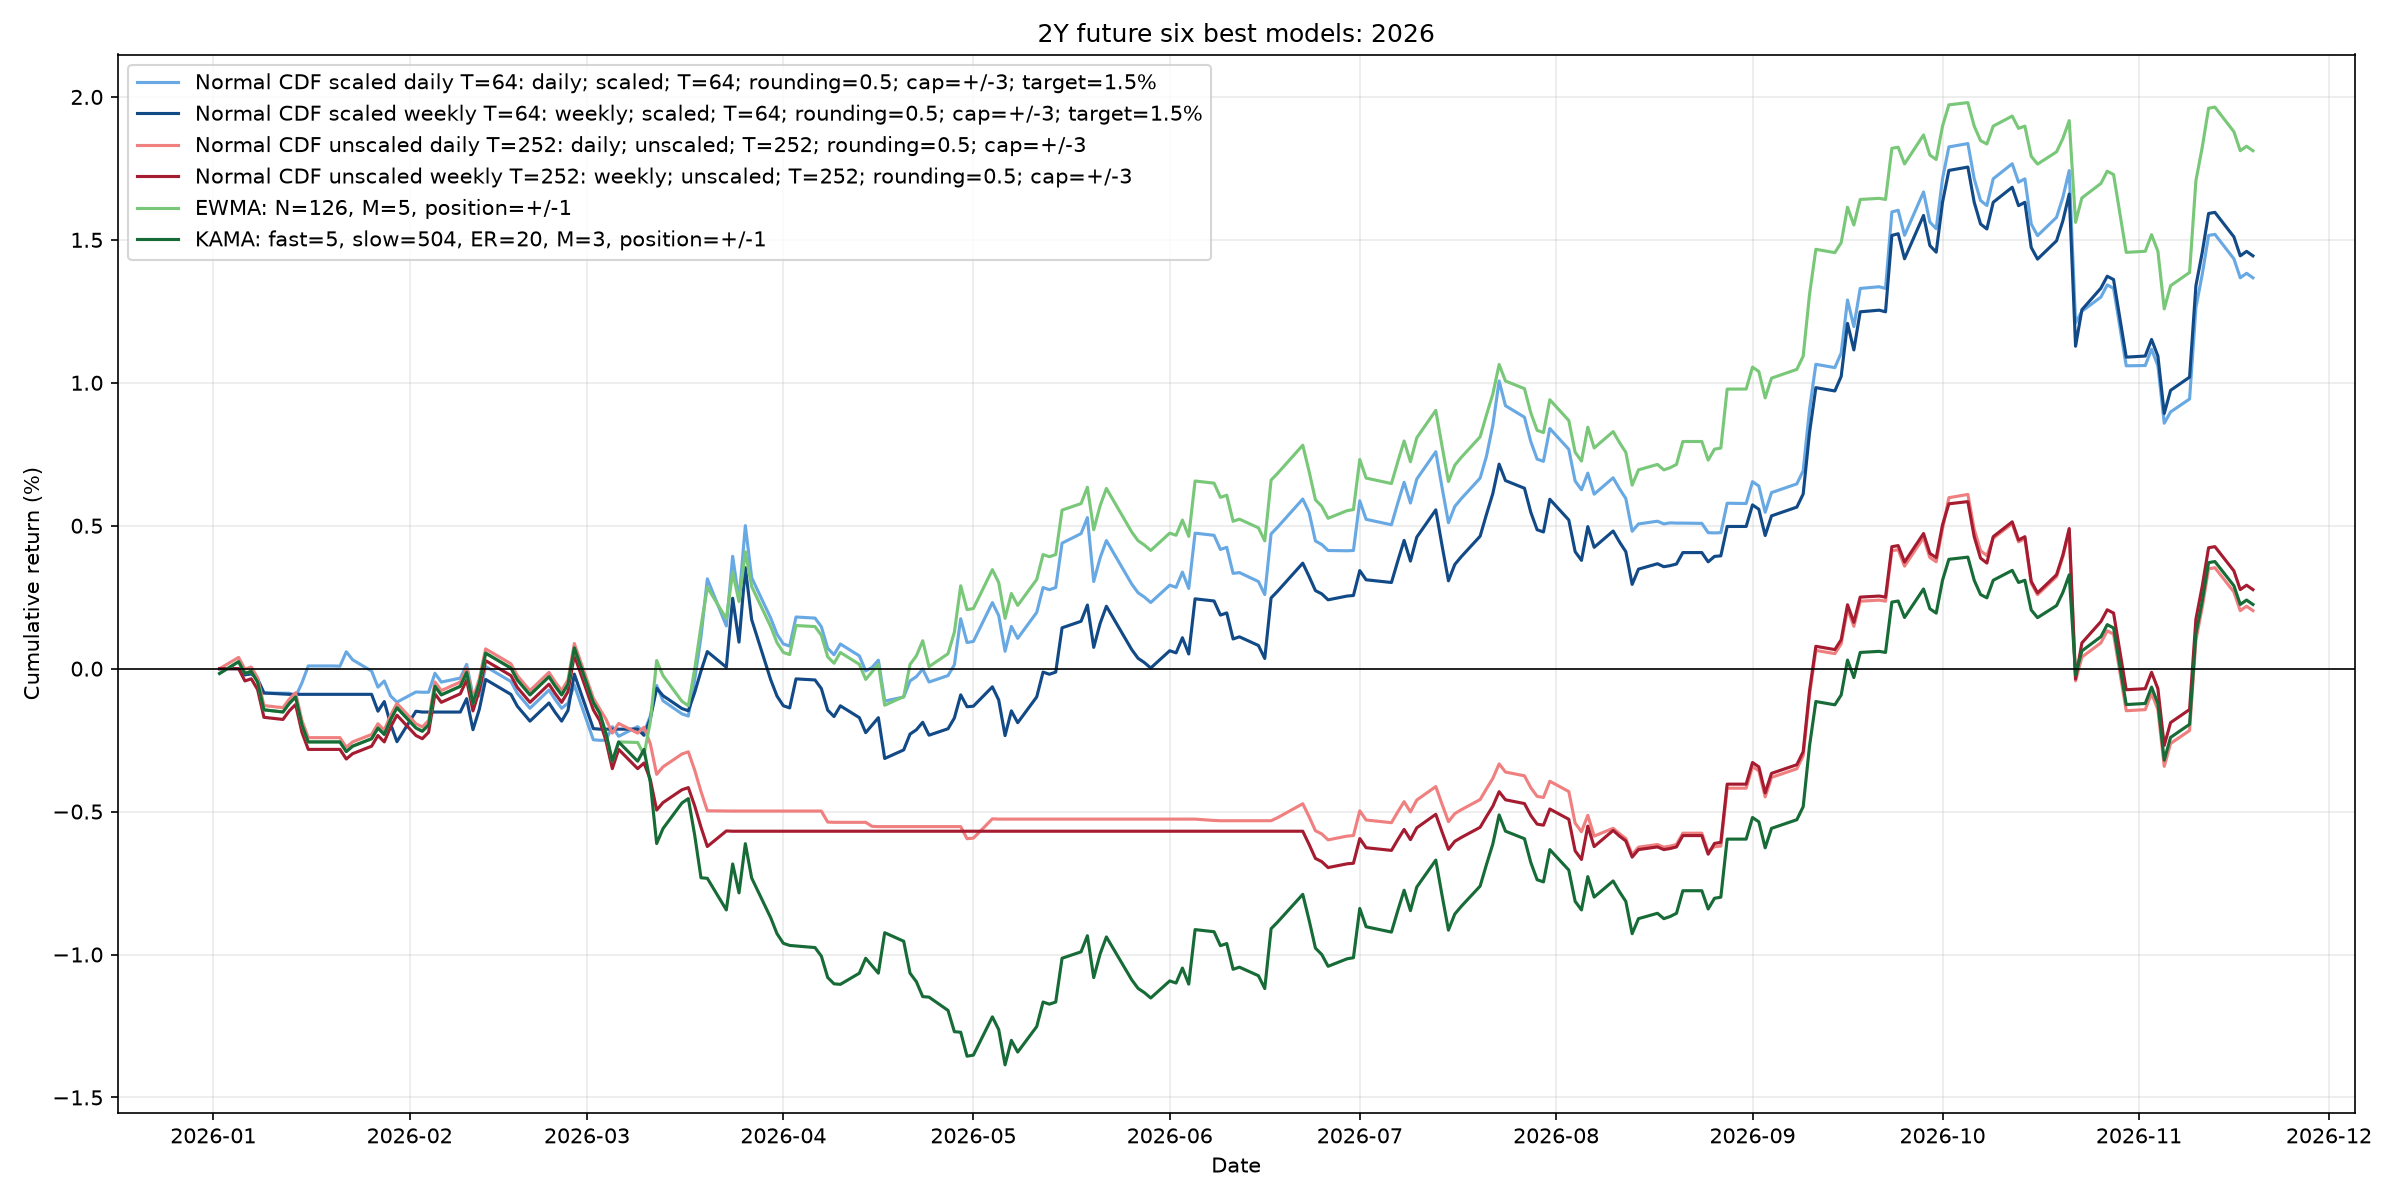 2Y future six best models: 2026
Normal CDF scaled daily T=64: daily; scaled; T=64; rounding=0.5; cap=+/-3; target=1.5%
Normal CDF scaled weekly T=64: weekly; scaled; T=64; rounding=0.5; cap=+/-3; target=1.5%
Normal CDF unscaled daily T=252: daily; unscaled; T=252; rounding=0.5; cap=+/-3
Normal CDF unscaled weekly T=252: weekly; unscaled; T=252; rounding=0.5; cap=+/-3
EWMA: N=126, M=5, position=+/-1
KAMA: fast=5, slow=504, ER=20, M=3, position=+/-1
Cumulative return (%)
2.0
1.5
1.0
0.5
0.0
−0.5
−1.0
−1.5
2026-01 2026-02 2026-03 2026-04 2026-05 2026-06 2026-07 2026-08 2026-09 2026-10 2026-11 2026-12
Date